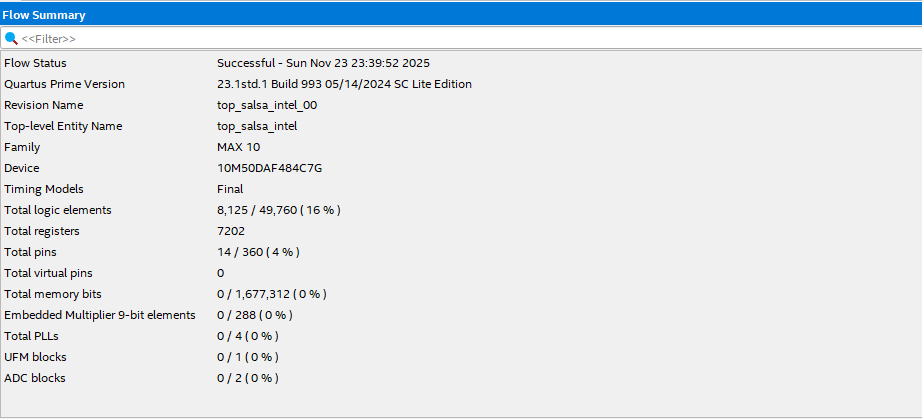 Flow Summary
<<Filter>>
Flow Status Successful - Sun Nov 23 23:39:52 2025
Quartus Prime Version 23.1std.1 Build 993 05/14/2024 SC Lite Edition
Revision Name top_salsa_intel_00
Top-level Entity Name top_salsa_intel
Family MAX 10
Device 10M50DAF484C7G
Timing Models Final
Total logic elements 8,125 / 49,760 ( 16 % )
Total registers 7202
Total pins 14 / 360 ( 4 % )
Total virtual pins 0
Total memory bits 0 / 1,677,312 ( 0 % )
Embedded Multiplier 9-bit elements 0 / 288 ( 0 % )
Total PLLs 0 / 4 ( 0 % )
UFM blocks 0 / 1 ( 0 % )
ADC blocks 0 / 2 ( 0 % )